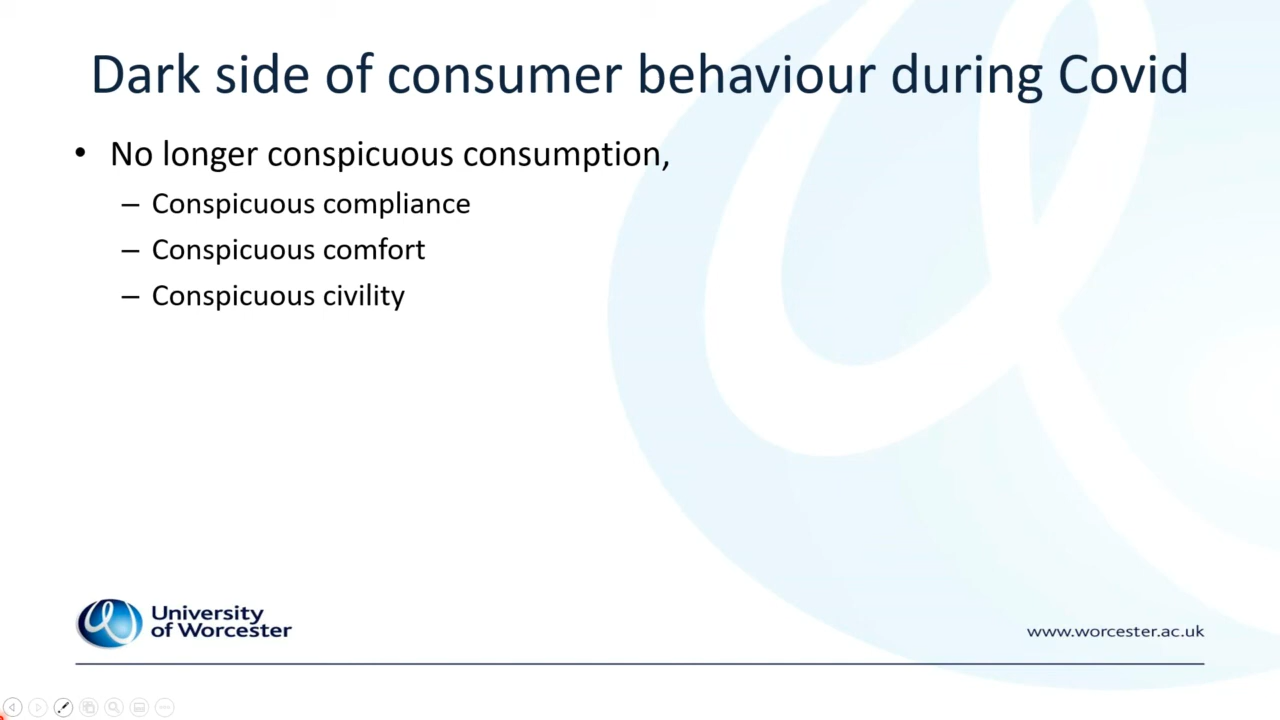 Dark side of consumer behaviour during Covid
• No longer conspicuous consumption,
– Conspicuous compliance
– Conspicuous comfort
– Conspicuous civility
University
of Worcester
www.worcester.ac.uk